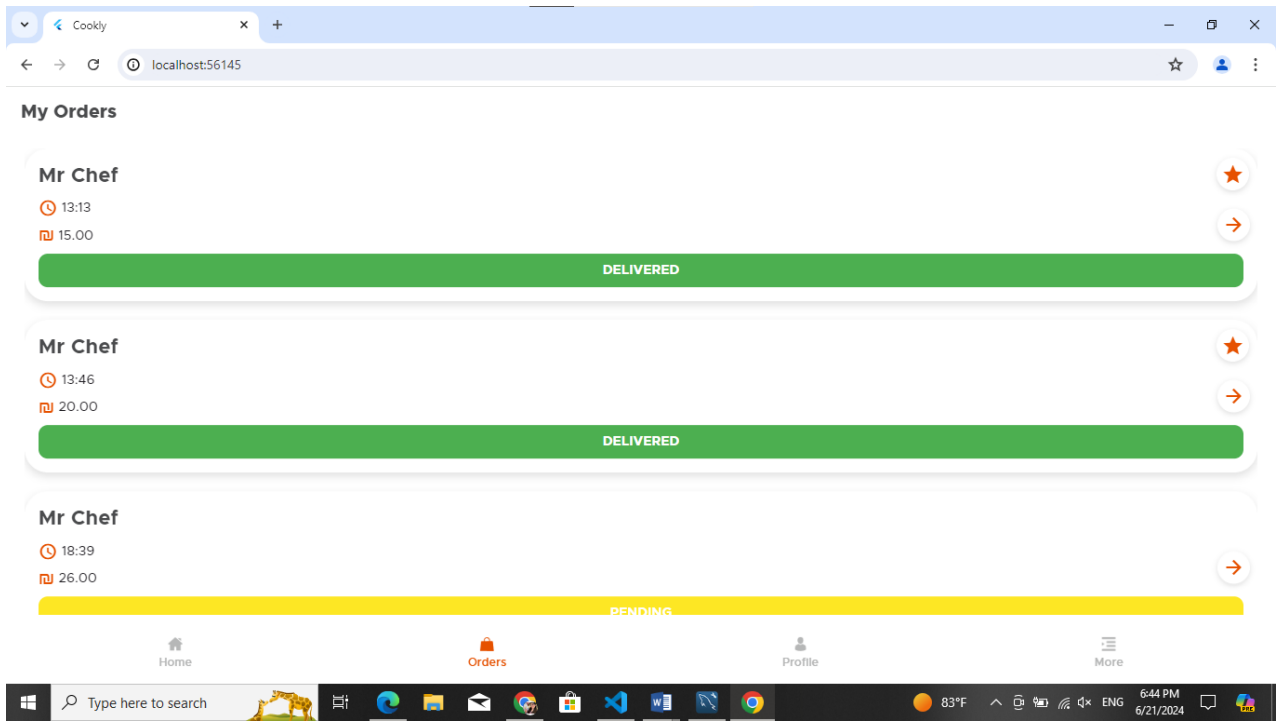 Cookly
localhost:56145
My Orders
Mr Chef
13:13
₪ 15.00
DELIVERED
Mr Chef
13:46
₪ 20.00
DELIVERED
Mr Chef
18:39
₪ 26.00
PENDING
Home
Orders
Profile
More
Type here to search
83°F
ENG
6:44 PM
6/21/2024
PRE